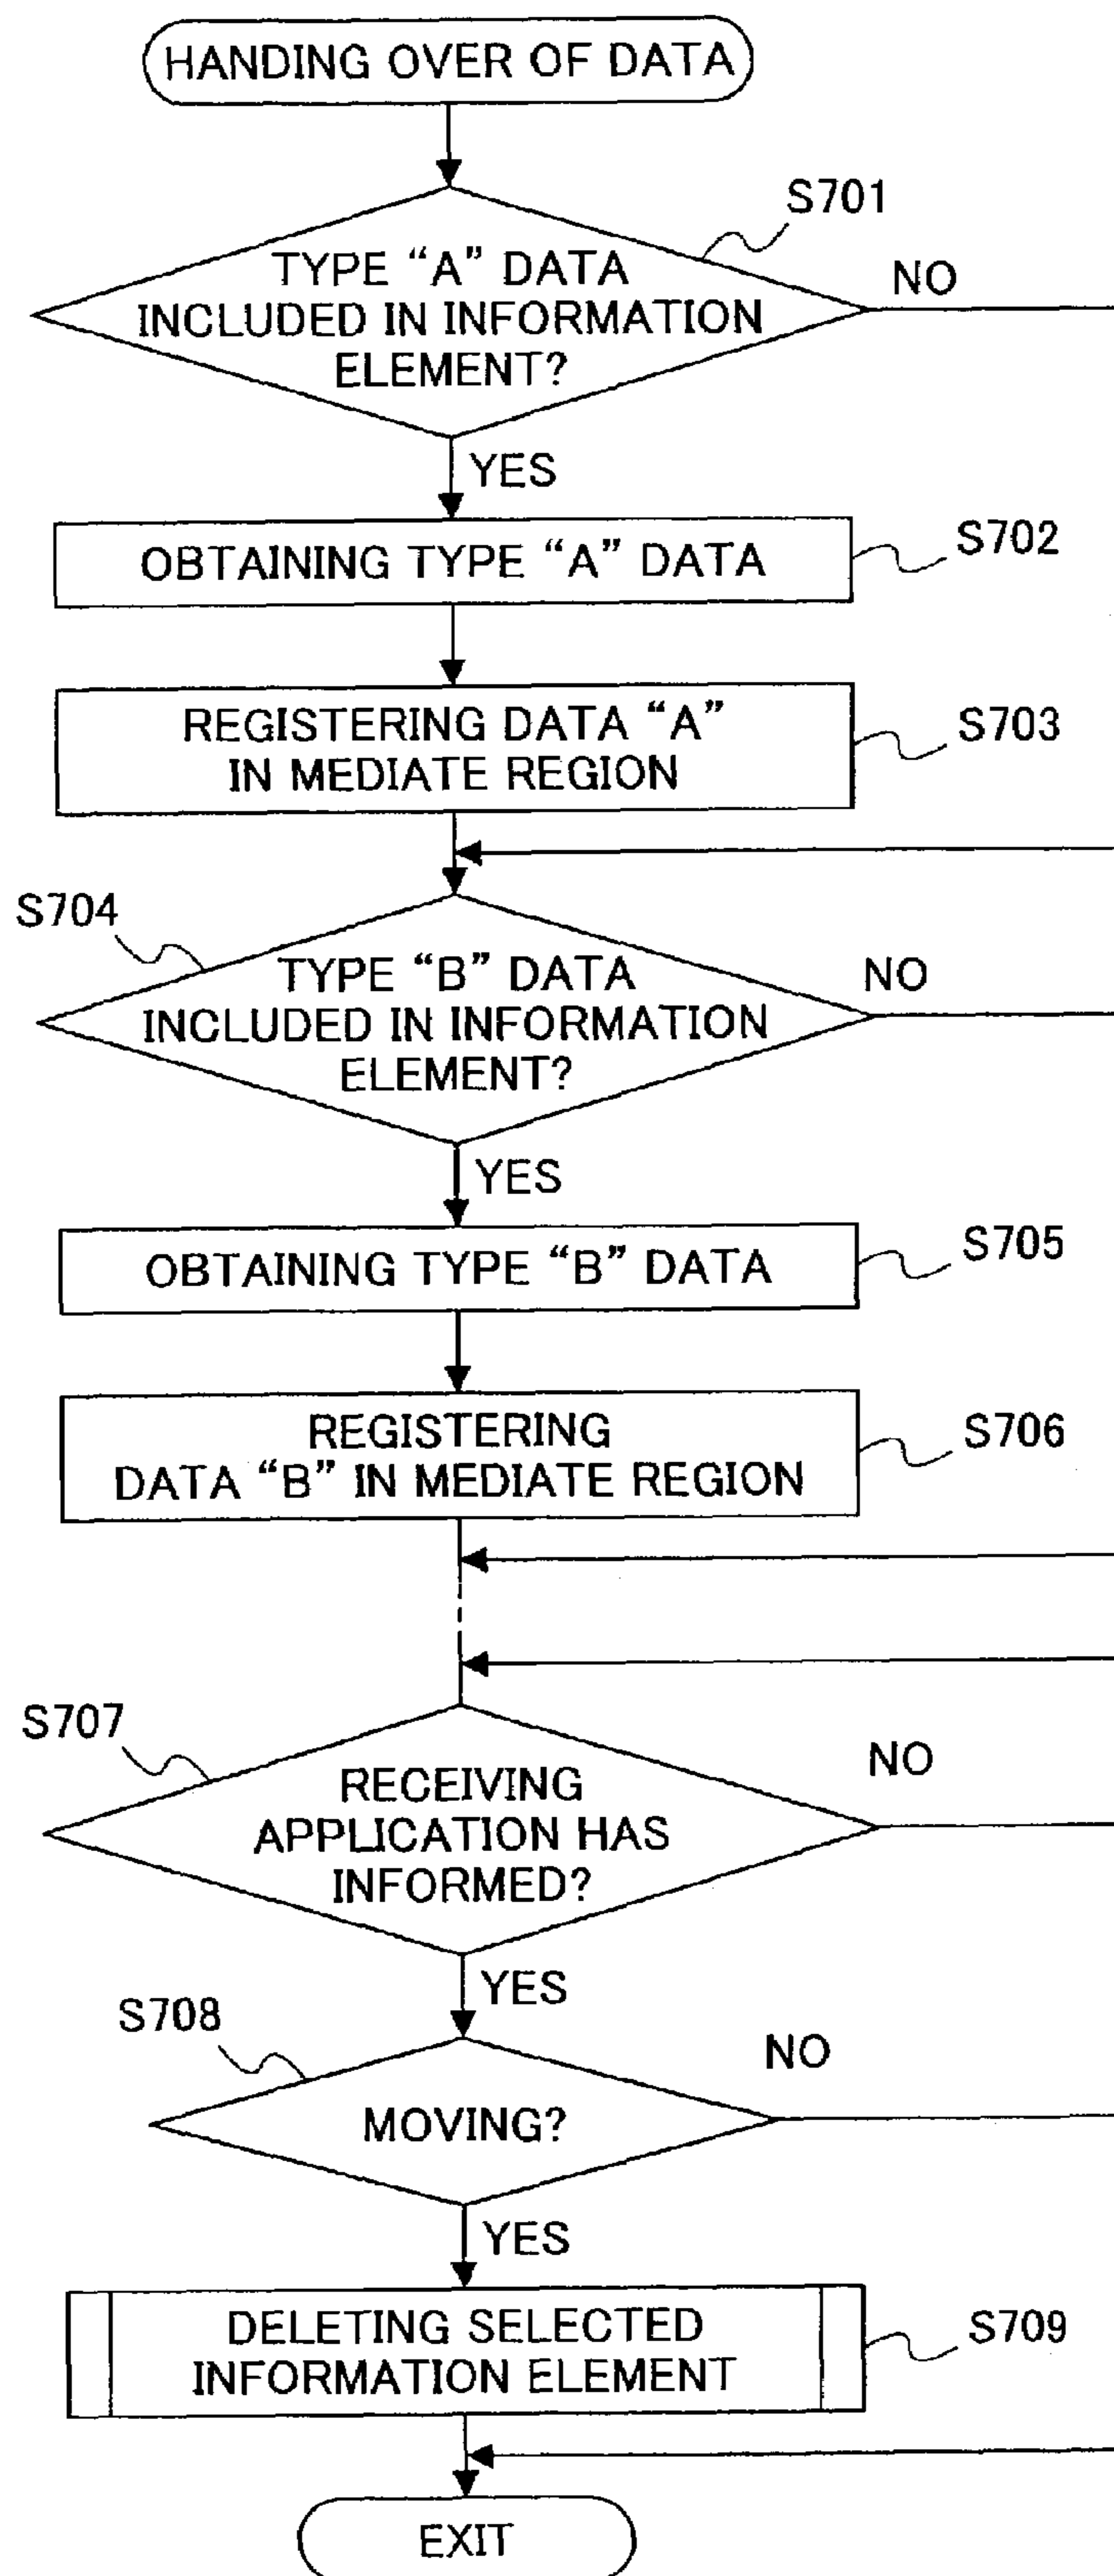 HANDING OVER OF DATA
S701
TYPE “A” DATA
INCLUDED IN INFORMATION
ELEMENT?
NO
YES
OBTAINING TYPE “A” DATA
S702
REGISTERING DATA “A”
IN MEDIATE REGION
S703
S704
TYPE “B” DATA
INCLUDED IN INFORMATION
ELEMENT?
NO
YES
OBTAINING TYPE “B” DATA
S705
REGISTERING
DATA “B” IN MEDIATE REGION
S706
S707
RECEIVING
APPLICATION HAS
INFORMED?
NO
YES
S708
MOVING?
NO
YES
DELETING SELECTED
INFORMATION ELEMENT
S709
EXIT